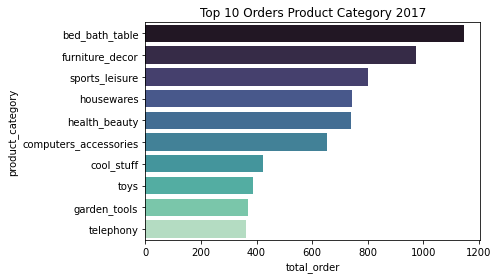 Top 10 Orders Product Category 2017
product_category
bed_bath_table
furniture_decor
sports_leisure
housewares
health_beauty
computers_accessories
cool_stuff
toys
garden_tools
telephony
0 200 400 600 800 1000 1200
total_order